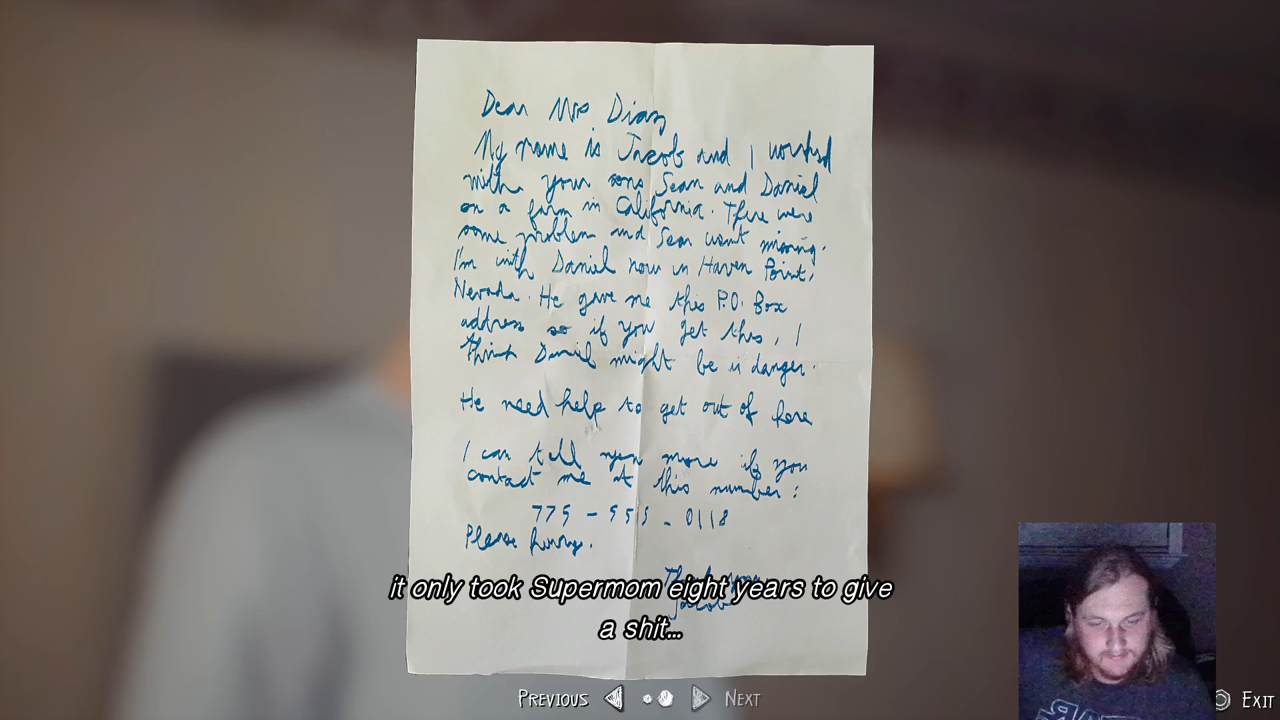 Dear Mrs Diaz
My name is Jacob and I worked
with your sons Sean and Daniel
on a farm in California. There were
some problem and Sean went missing.
I'm with Daniel now in Haven Point,
Nevada. He gave me this P.O. Box
address so if you get this, I
think Daniel might be in danger.
He need help to get out of here
I can tell you more if you
contact me at this number:
775-555-0118
Please hurry.
Thank you
Jacob
it only took Supermom eight years to give
a shit...
PREVIOUS NEXT
EXIT